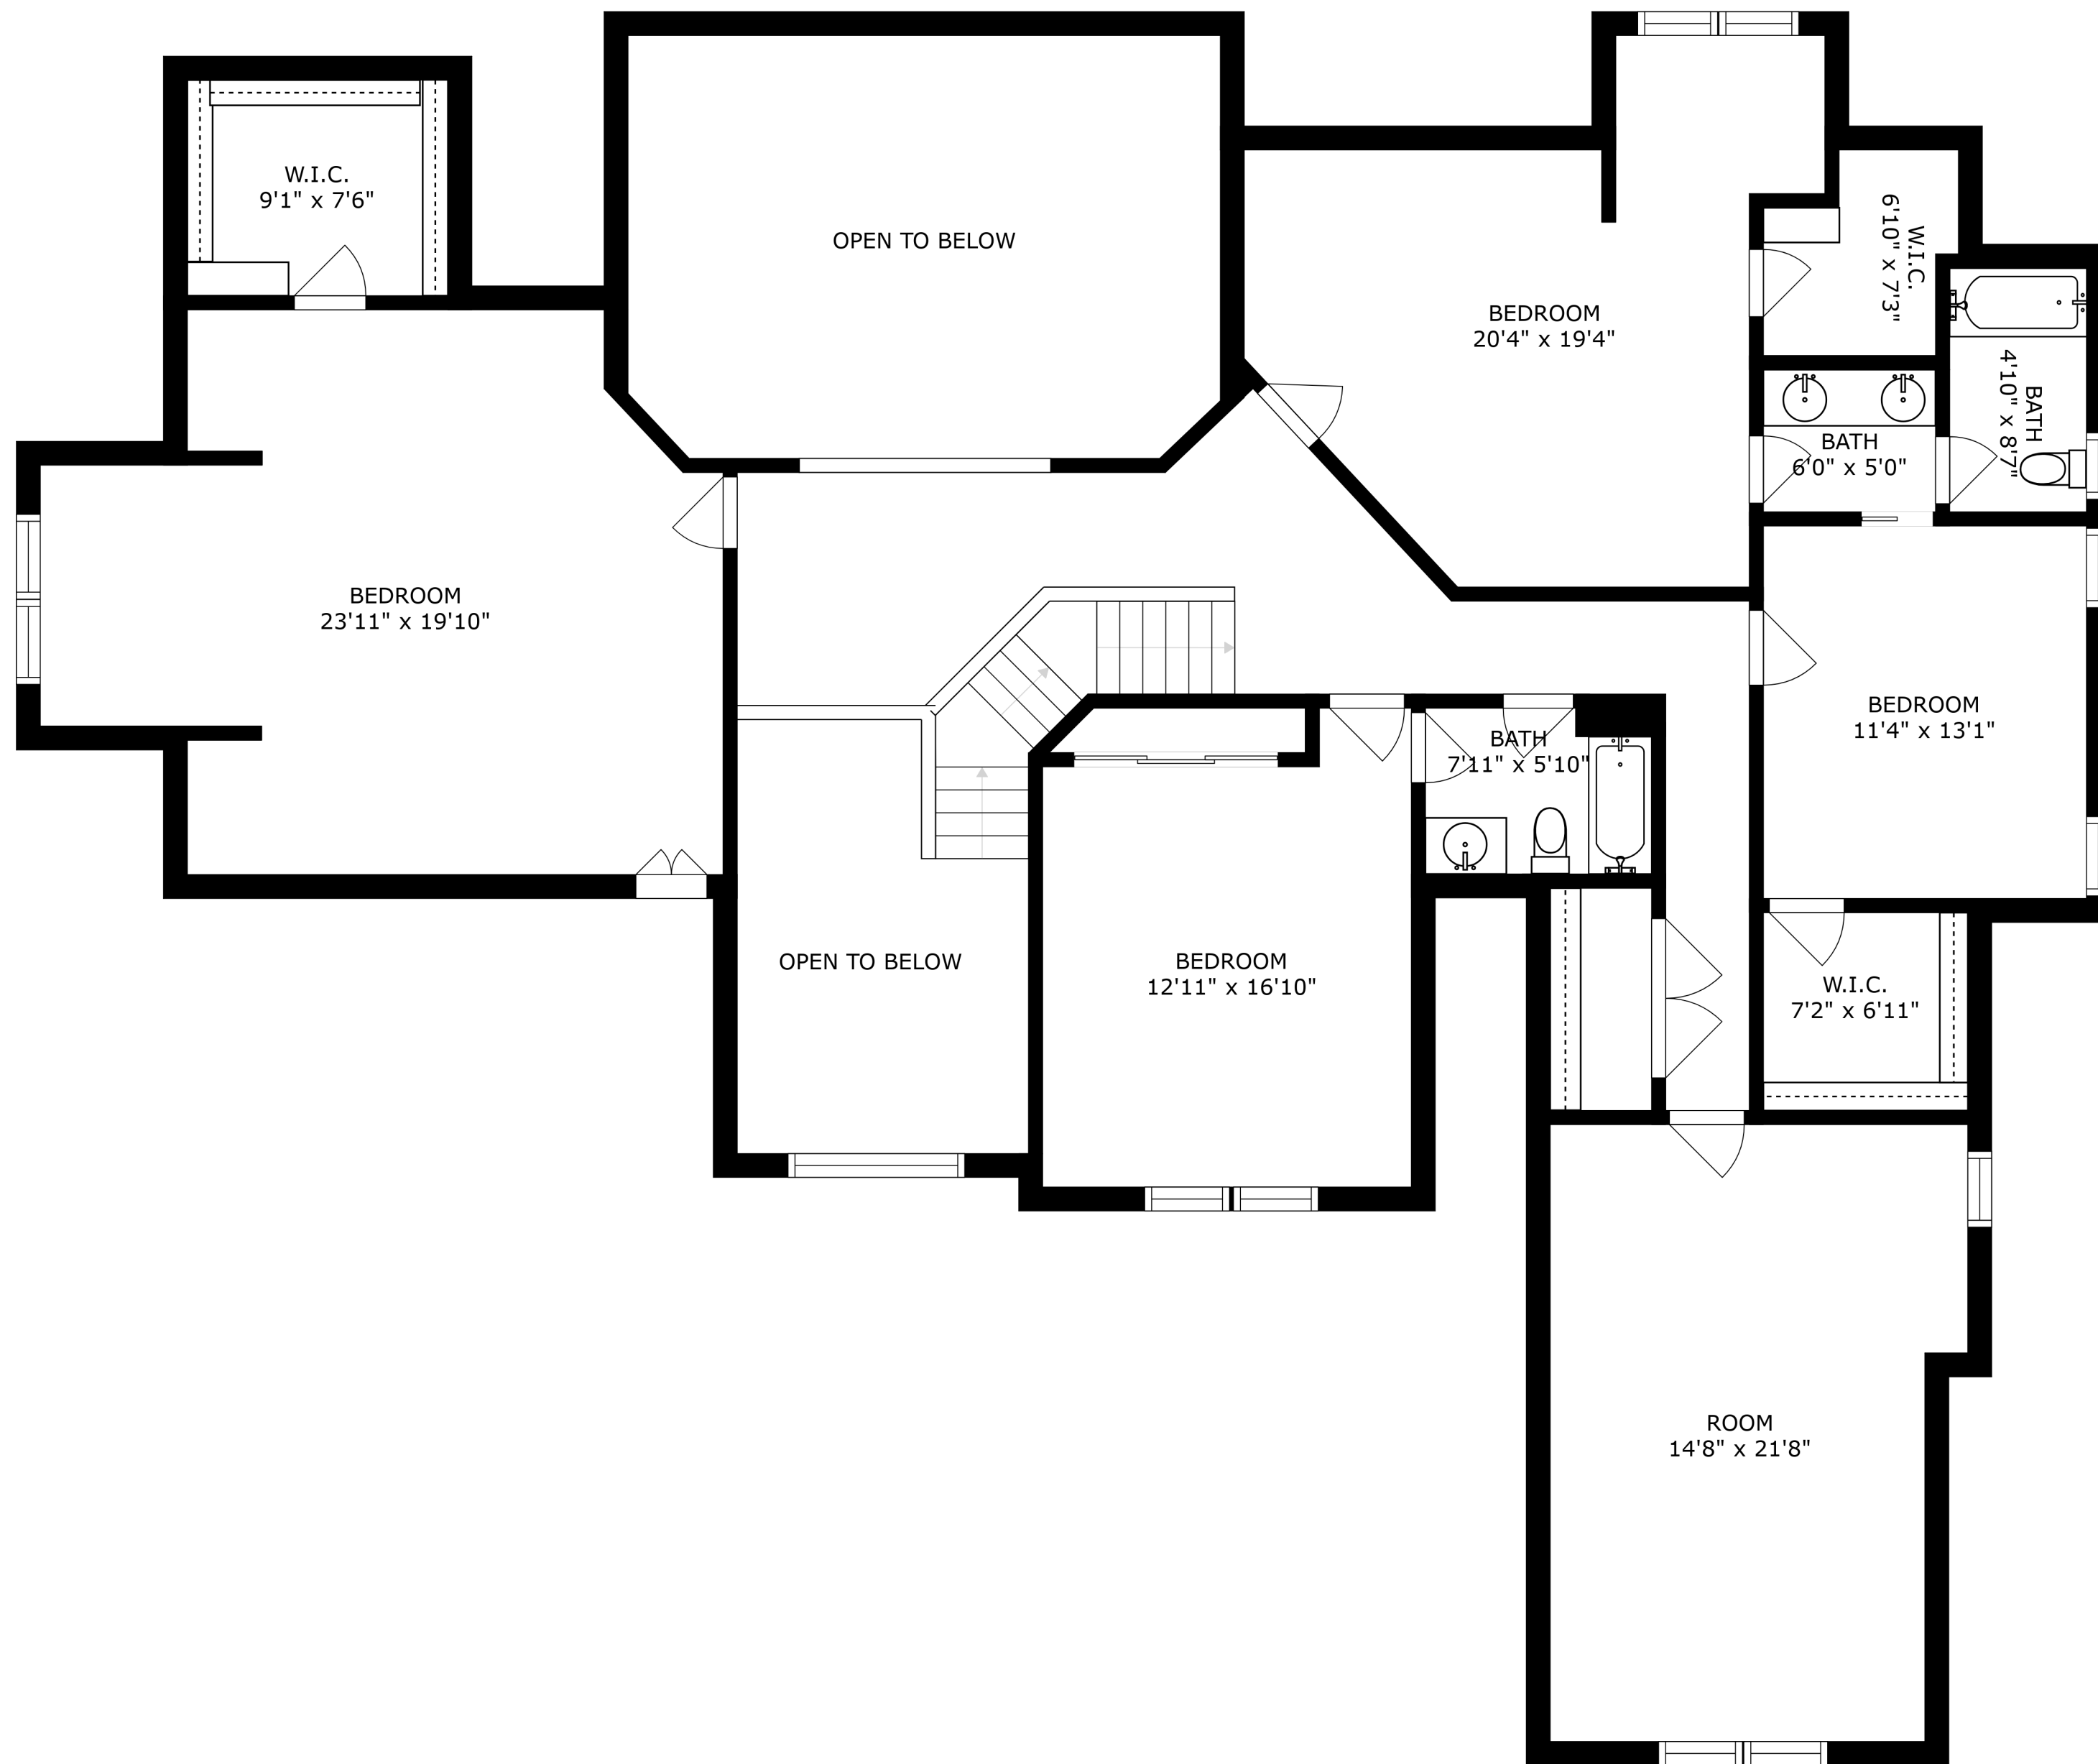 W.I.C.
9'1" x 7'6"
OPEN TO BELOW
W.I.C.
6'10" x 7'3"
BEDROOM
20'4" x 19'4"
BATH
4'10" x 8'7"
BATH
6'0" x 5'0"
BEDROOM
23'11" x 19'10"
BEDROOM
11'4" x 13'1"
BATH
7'11" x 5'10"
OPEN TO BELOW
BEDROOM
12'11" x 16'10"
W.I.C.
7'2" x 6'11"
ROOM
14'8" x 21'8"